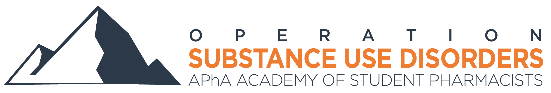 OPERATION
SUBSTANCE USE DISORDERS
APhA ACADEMY OF STUDENT PHARMACISTS